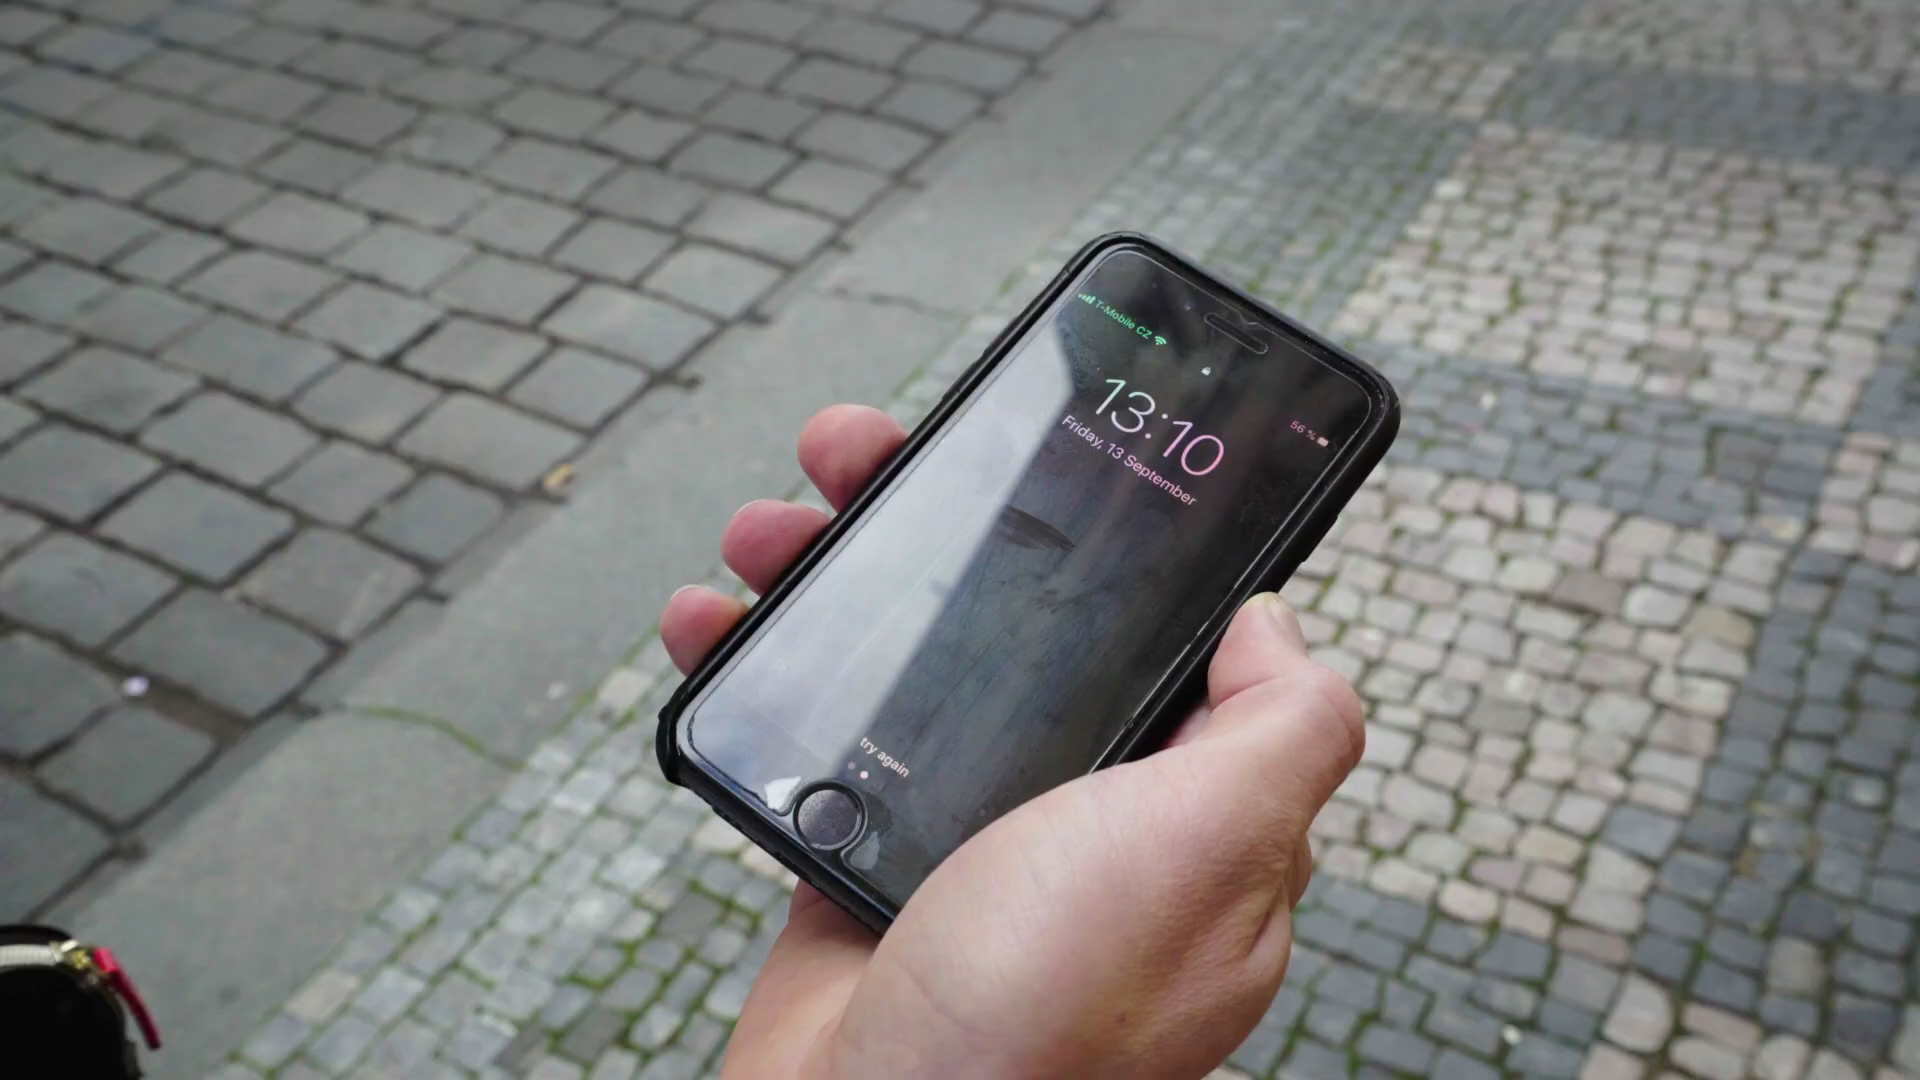 T-Mobile CZ
56 %
13:10
Friday, 13 September
try again